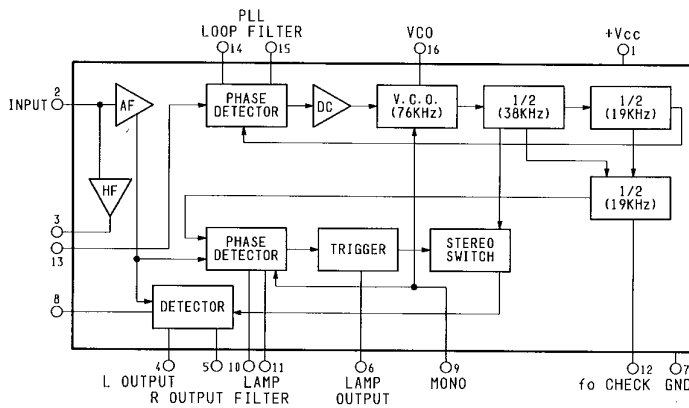 PLL
LOOP FILTER
14
15
VCO
16
+Vcc
1
2
INPUT
AF
PHASE
DETECTOR
DC
V.C.O.
(76KHz)
1/2
(38KHz)
1/2
(19KHz)
HF
1/2
(19KHz)
3
13
PHASE
DETECTOR
TRIGGER
STEREO
SWITCH
8
DETECTOR
4
5
10
11
6
9
12
7
L OUTPUT
R OUTPUT
LAMP
FILTER
LAMP
OUTPUT
MONO
fo CHECK
GND